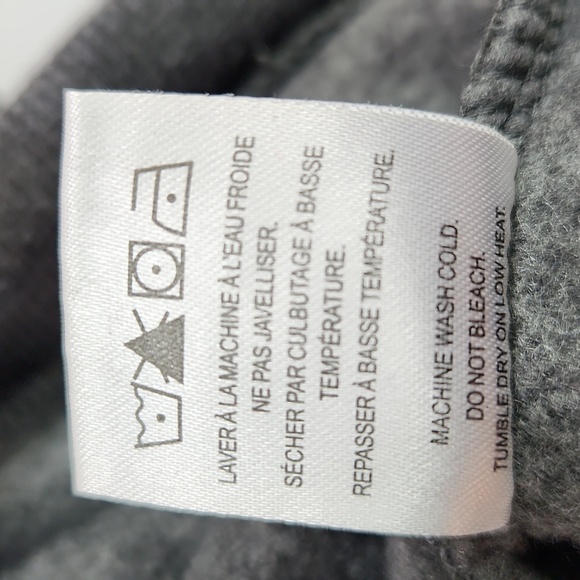 LAVER À LA MACHINE À L'EAU FROIDE
NE PAS JAVELLISER.
SÉCHER PAR CULBUTAGE À BASSE
TEMPÉRATURE.
REPASSER À BASSE TEMPÉRATURE.
MACHINE WASH COLD.
DO NOT BLEACH.
TUMBLE DRY ON LOW HEAT.